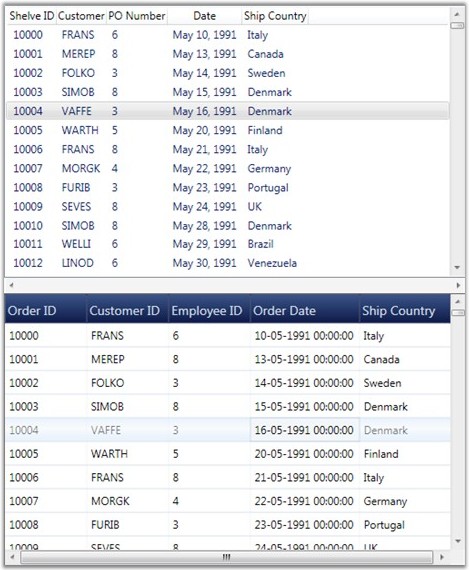 Shelve ID Customer PO Number Date Ship Country
10000 FRANS 6 May 10, 1991 Italy
10001 MEREP 8 May 13, 1991 Canada
10002 FOLKO 3 May 14, 1991 Sweden
10003 SIMOB 8 May 15, 1991 Denmark
10004 VAFFE 3 May 16, 1991 Denmark
10005 WARTH 5 May 20, 1991 Finland
10006 FRANS 8 May 21, 1991 Italy
10007 MORGK 4 May 22, 1991 Germany
10008 FURIB 3 May 23, 1991 Portugal
10009 SEVES 8 May 24, 1991 UK
10010 SIMOB 8 May 28, 1991 Denmark
10011 WELLI 6 May 29, 1991 Brazil
10012 LINOD 6 May 30, 1991 Venezuela
Order ID Customer ID Employee ID Order Date Ship Country
10000 FRANS 6 10-05-1991 00:00:00 Italy
10001 MEREP 8 13-05-1991 00:00:00 Canada
10002 FOLKO 3 14-05-1991 00:00:00 Sweden
10003 SIMOB 8 15-05-1991 00:00:00 Denmark
10004 VAFFE 3 16-05-1991 00:00:00 Denmark
10005 WARTH 5 20-05-1991 00:00:00 Finland
10006 FRANS 8 21-05-1991 00:00:00 Italy
10007 MORGK 4 22-05-1991 00:00:00 Germany
10008 FURIB 3 23-05-1991 00:00:00 Portugal
10009 SEVES 8 24-05-1991 00:00:00 UK